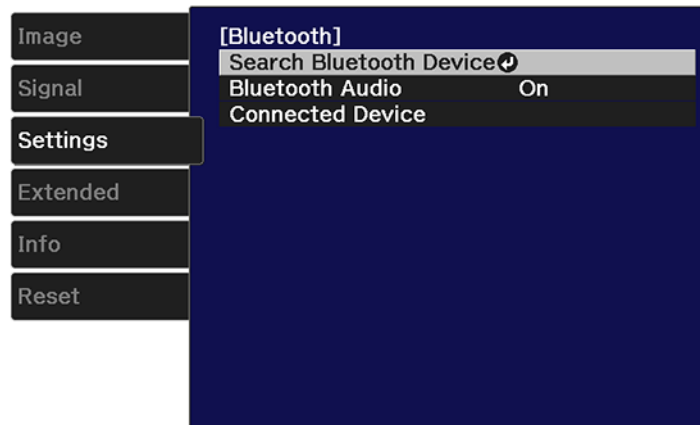 Image
Signal
Settings
Extended
Info
Reset
[Bluetooth]
Search Bluetooth Device
Bluetooth Audio On
Connected Device